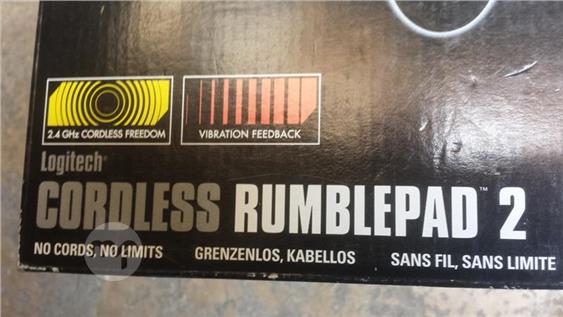 2.4 GHz CORDLESS FREEDOM
VIBRATION FEEDBACK
Logitech®
CORDLESS RUMBLEPAD™ 2
NO CORDS, NO LIMITS GRENZENLOS, KABELLOS SANS FIL, SANS LIMITE